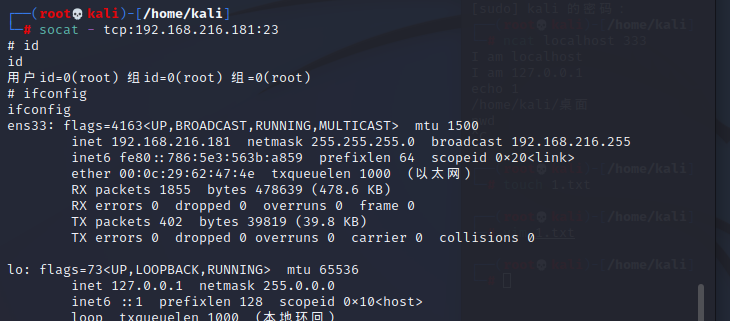 ┌──(root💀kali)-[/home/kali]
└─# socat - tcp:192.168.216.181:23
# id
id
用户id=0(root) 组id=0(root) 组=0(root)
# ifconfig
ifconfig
ens33: flags=4163<UP,BROADCAST,RUNNING,MULTICAST>  mtu 1500
        inet 192.168.216.181  netmask 255.255.255.0  broadcast 192.168.216.255
        inet6 fe80::786:5e3:563b:a859  prefixlen 64  scopeid 0×20<link>
        ether 00:0c:29:62:47:4e  txqueuelen 1000  (以太网)
        RX packets 1855  bytes 478639 (478.6 KB)
        RX errors 0  dropped 0  overruns 0  frame 0
        TX packets 402  bytes 39819 (39.8 KB)
        TX errors 0  dropped 0 overruns 0  carrier 0  collisions 0
lo: flags=73<UP,LOOPBACK,RUNNING>  mtu 65536
        inet 127.0.0.1  netmask 255.0.0.0
        inet6 ::1  prefixlen 128  scopeid 0×10<host>
        loop  txqueuelen 1000  (本地环回)
[sudo] kali 的密码
localhost 333
I am localhost
I am 127.0.0.1
echo 1
/home/kali/桌面
/home/kali
1.txt
/home/kali
1.txt
/home/kali